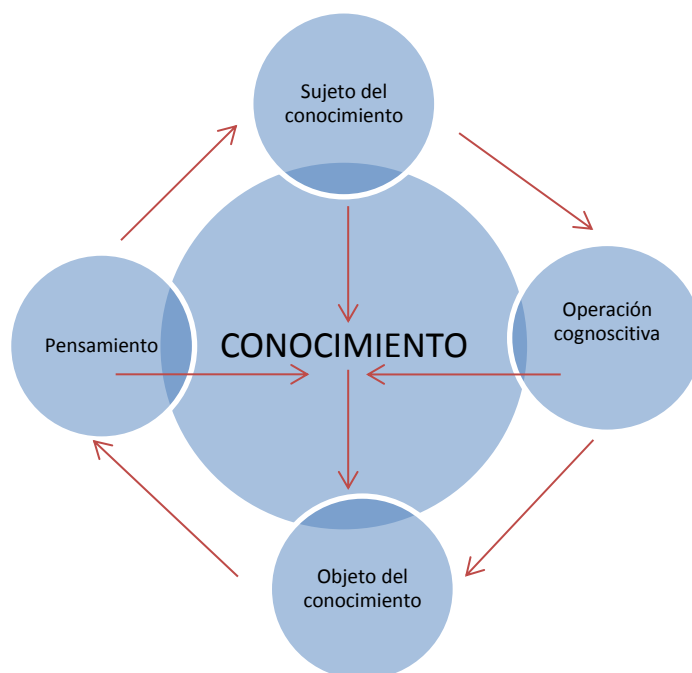 Sujeto del
conocimiento
Pensamiento
CONOCIMIENTO
Operación
cognoscitiva
Objeto del
conocimiento